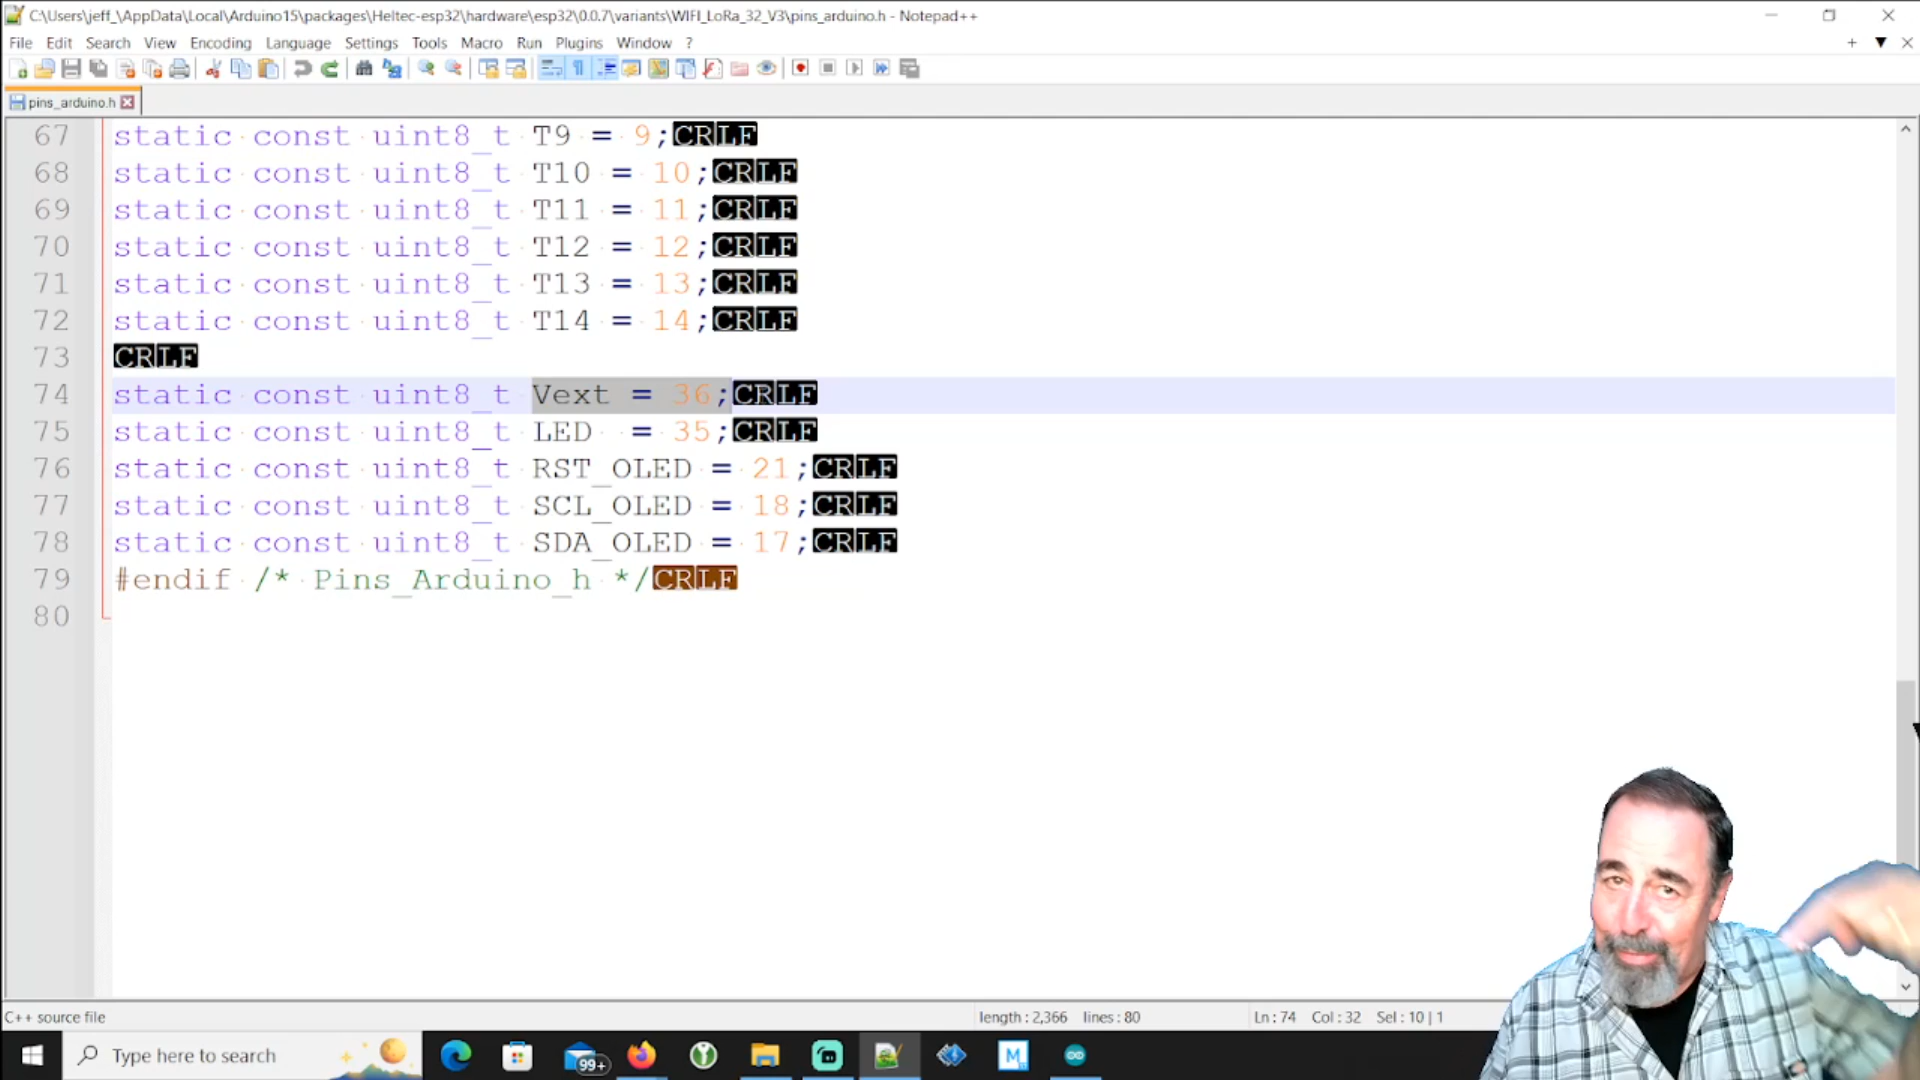 C:\Users\jeff_\AppData\Local\Arduino15\packages\Heltec-esp32\hardware\esp32\0.0.7\variants\WIFI_LoRa_32_V3\pins_arduino.h - Notepad++
File Edit Search View Encoding Language Settings Tools Macro Run Plugins Window ?
pins_arduino.h
67 static const uint8_t T9 = 9;CRLF
68 static const uint8_t T10 = 10;CRLF
69 static const uint8_t T11 = 11;CRLF
70 static const uint8_t T12 = 12;CRLF
71 static const uint8_t T13 = 13;CRLF
72 static const uint8_t T14 = 14;CRLF
73 CRLF
74 static const uint8_t Vext = 36;CRLF
75 static const uint8_t LED  = 35;CRLF
76 static const uint8_t RST_OLED = 21;CRLF
77 static const uint8_t SCL_OLED = 18;CRLF
78 static const uint8_t SDA_OLED = 17;CRLF
79 #endif /* Pins_Arduino_h */CRLF
80
C++ source file length : 2,366 lines : 80 Ln : 74 Col : 32 Sel : 10 | 1
Type here to search 99+ M